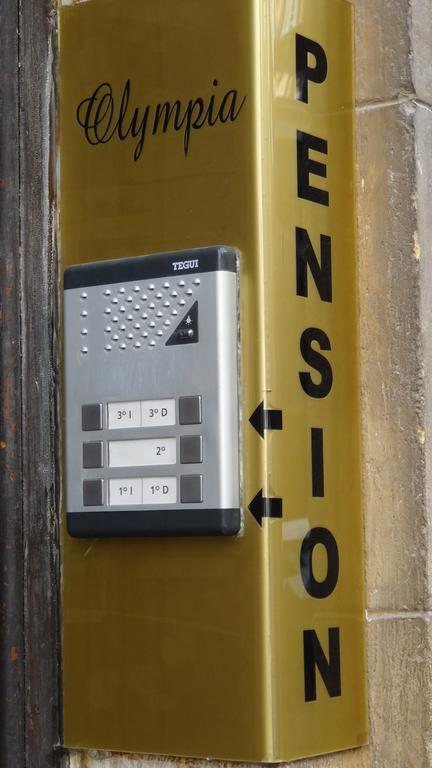 Olympia
TEGUI
3º I 3º D
2º
1º I 1º D
PENSION